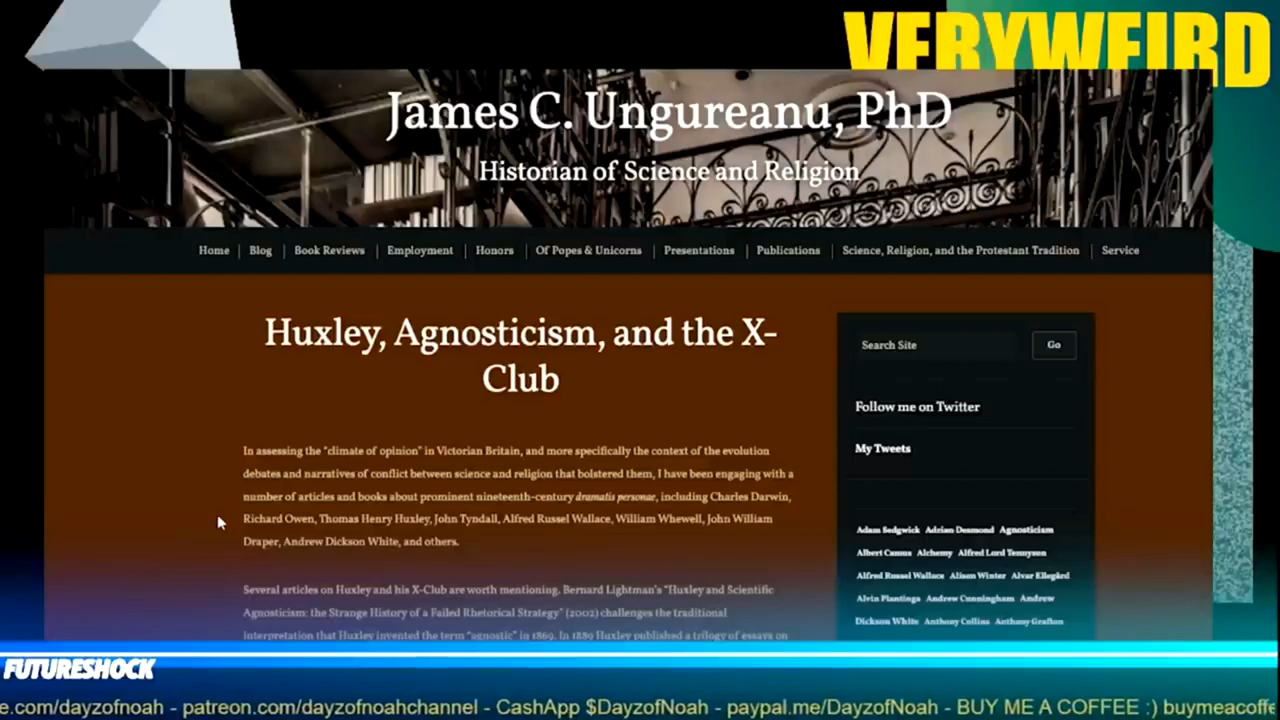 VERYWEIRD
James C. Ungureanu, PhD
Historian of Science and Religion
Home
Blog
Book Reviews
Employment
Honors
Of Popes & Unicorns
Presentations
Publications
Science, Religion, and the Protestant Tradition
Service
Huxley, Agnosticism, and the X-
Club
In assessing the "climate of opinion" in Victorian Britain, and more specifically the context of the evolution
debates and narratives of conflict between science and religion that bolstered them, I have been engaging with a
number of articles and books about prominent nineteenth-century dramatis personae, including Charles Darwin,
Richard Owen, Thomas Henry Huxley, John Tyndall, Alfred Russel Wallace, William Whewell, John William
Draper, Andrew Dickson White, and others.
Several articles on Huxley and his X-Club are worth mentioning. Bernard Lightman's "Huxley and Scientific
Agnosticism: the Strange History of a Failed Rhetorical Strategy" (2002) challenges the traditional
interpretation that Huxley invented the term "agnostic" in 1869. In 1889 Huxley published a trilogy of essays on
Search Site
Go
Follow me on Twitter
My Tweets
Adam Sedgwick Adrian Desmond Agnosticism
Albert Camus Alchemy Alfred Lord Tennyson
Alfred Russel Wallace Alison Winter Alvar Ellegård
Alvin Plantinga Andrew Cunningham Andrew
Dickson White Anthony Collins Anthony Grafton
FUTURESHOCK
e.com/dayzofnoah - patreon.com/dayzofnoahchannel - CashApp $DayzofNoah - paypal.me/DayzofNoah - BUY ME A COFFEE :) buymeacoffe